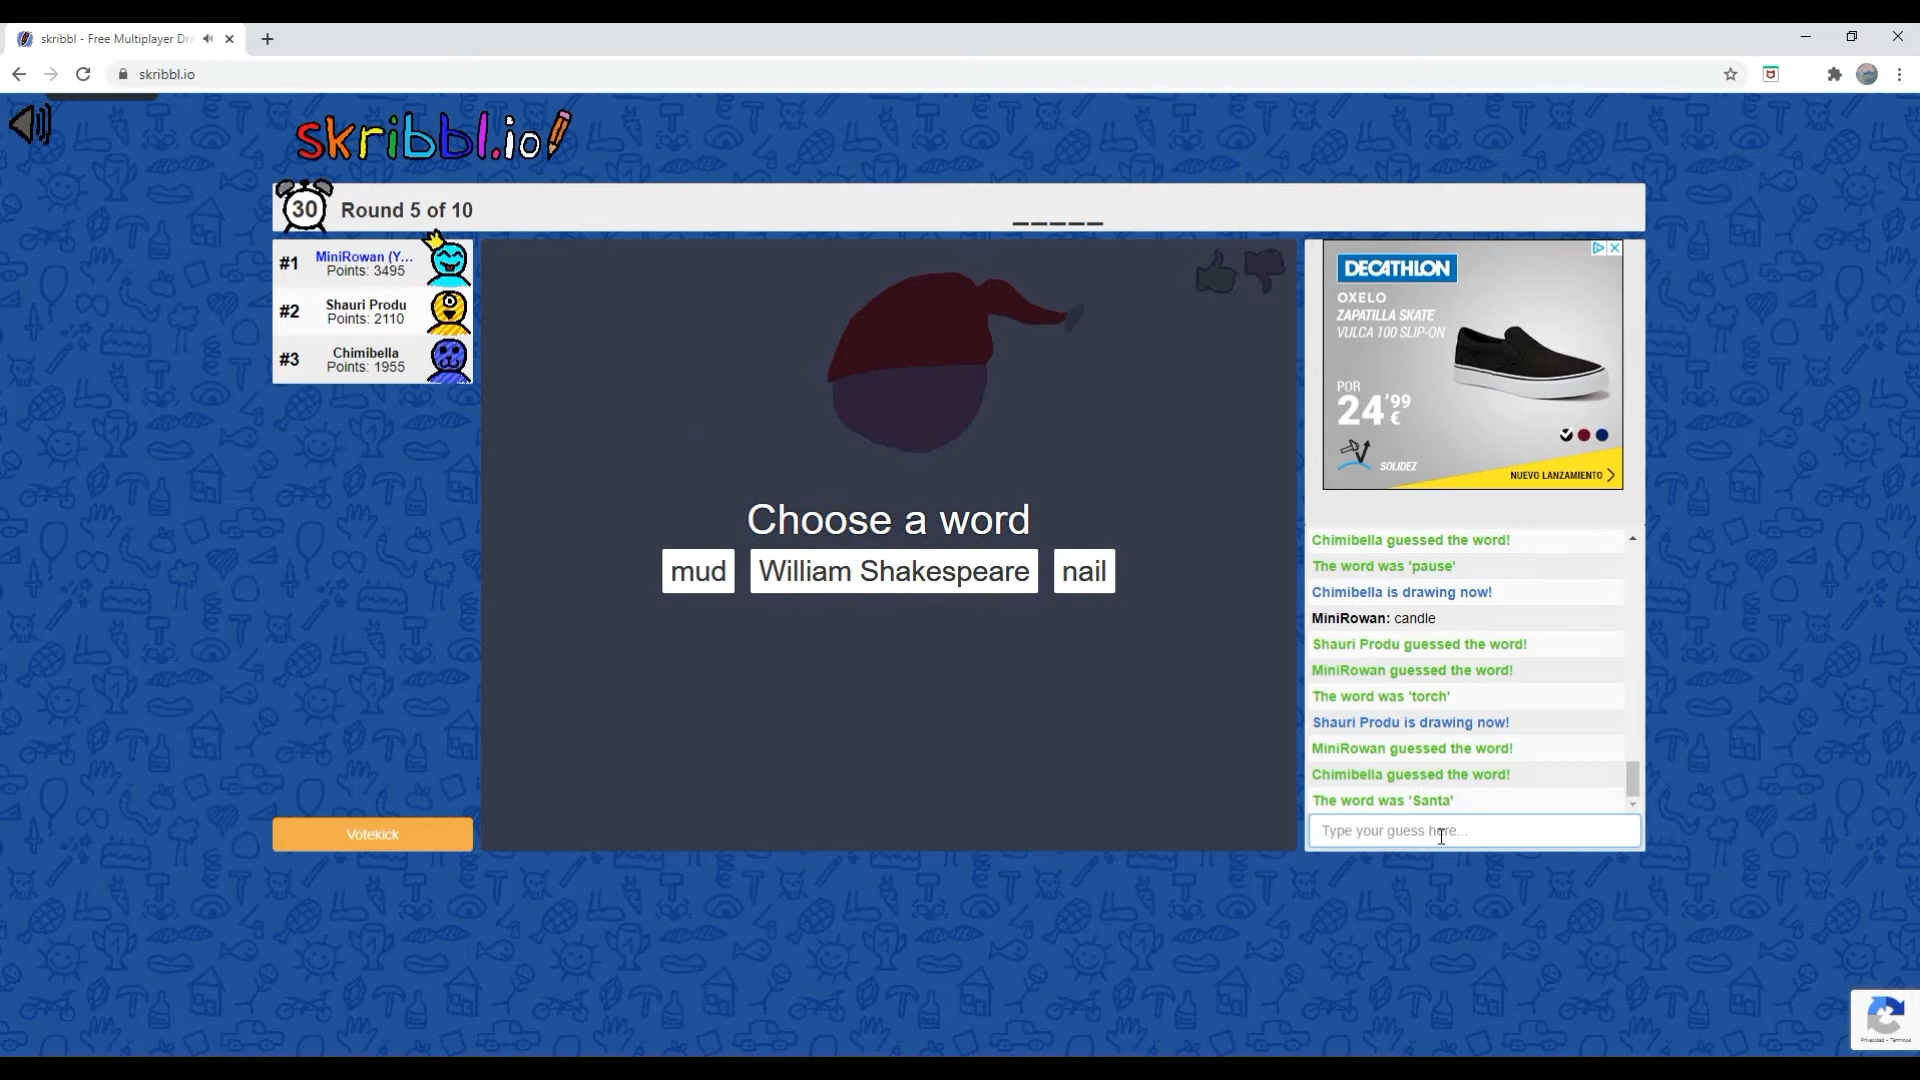 skribbl - Free Multiplayer Dra
skribbl.io
skribbl.io
30
Round 5 of 10
_ _ _ _ _
#1
MiniRowan (Y...
Points: 3495
#2
Shauri Produ
Points: 2110
#3
Chimibella
Points: 1955
Votekick
Choose a word
mud
William Shakespeare
nail
DECATHLON
OXELO
ZAPATILLA SKATE
VULCA 100 SLIP-ON
POR
24'99
€
SOLIDEZ
NUEVO LANZAMIENTO
Chimibella guessed the word!
The word was 'pause'
Chimibella is drawing now!
MiniRowan: candle
Shauri Produ guessed the word!
MiniRowan guessed the word!
The word was 'torch'
Shauri Produ is drawing now!
MiniRowan guessed the word!
Chimibella guessed the word!
The word was 'Santa'
Type your guess here...
Privacidad - Términos